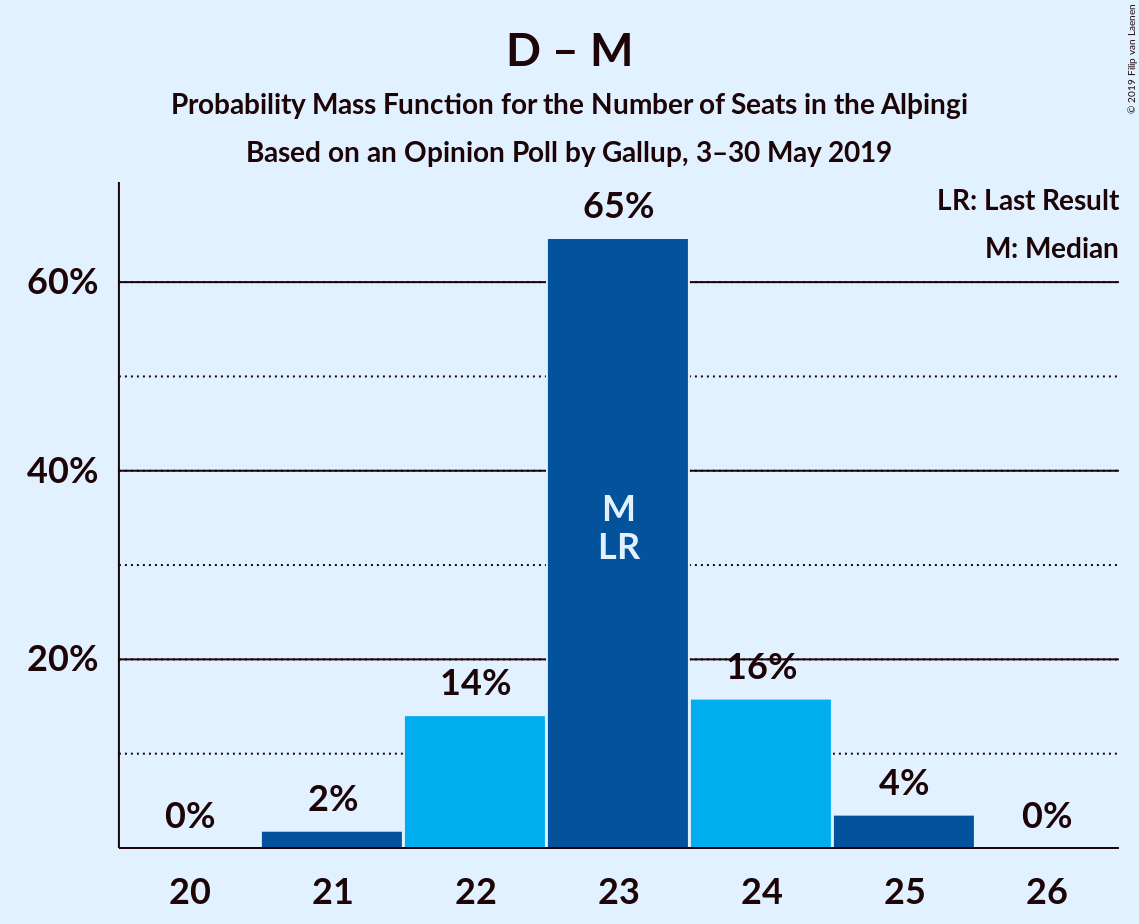 D – M
Probability Mass Function for the Number of Seats in the Alþingi
Based on an Opinion Poll by Gallup, 3–30 May 2019
© 2019 Filip van Laenen
LR: Last Result
M: Median
60%
40%
20%
0%
2%
14%
65%
16%
4%
0%
M
LR
20 21 22 23 24 25 26